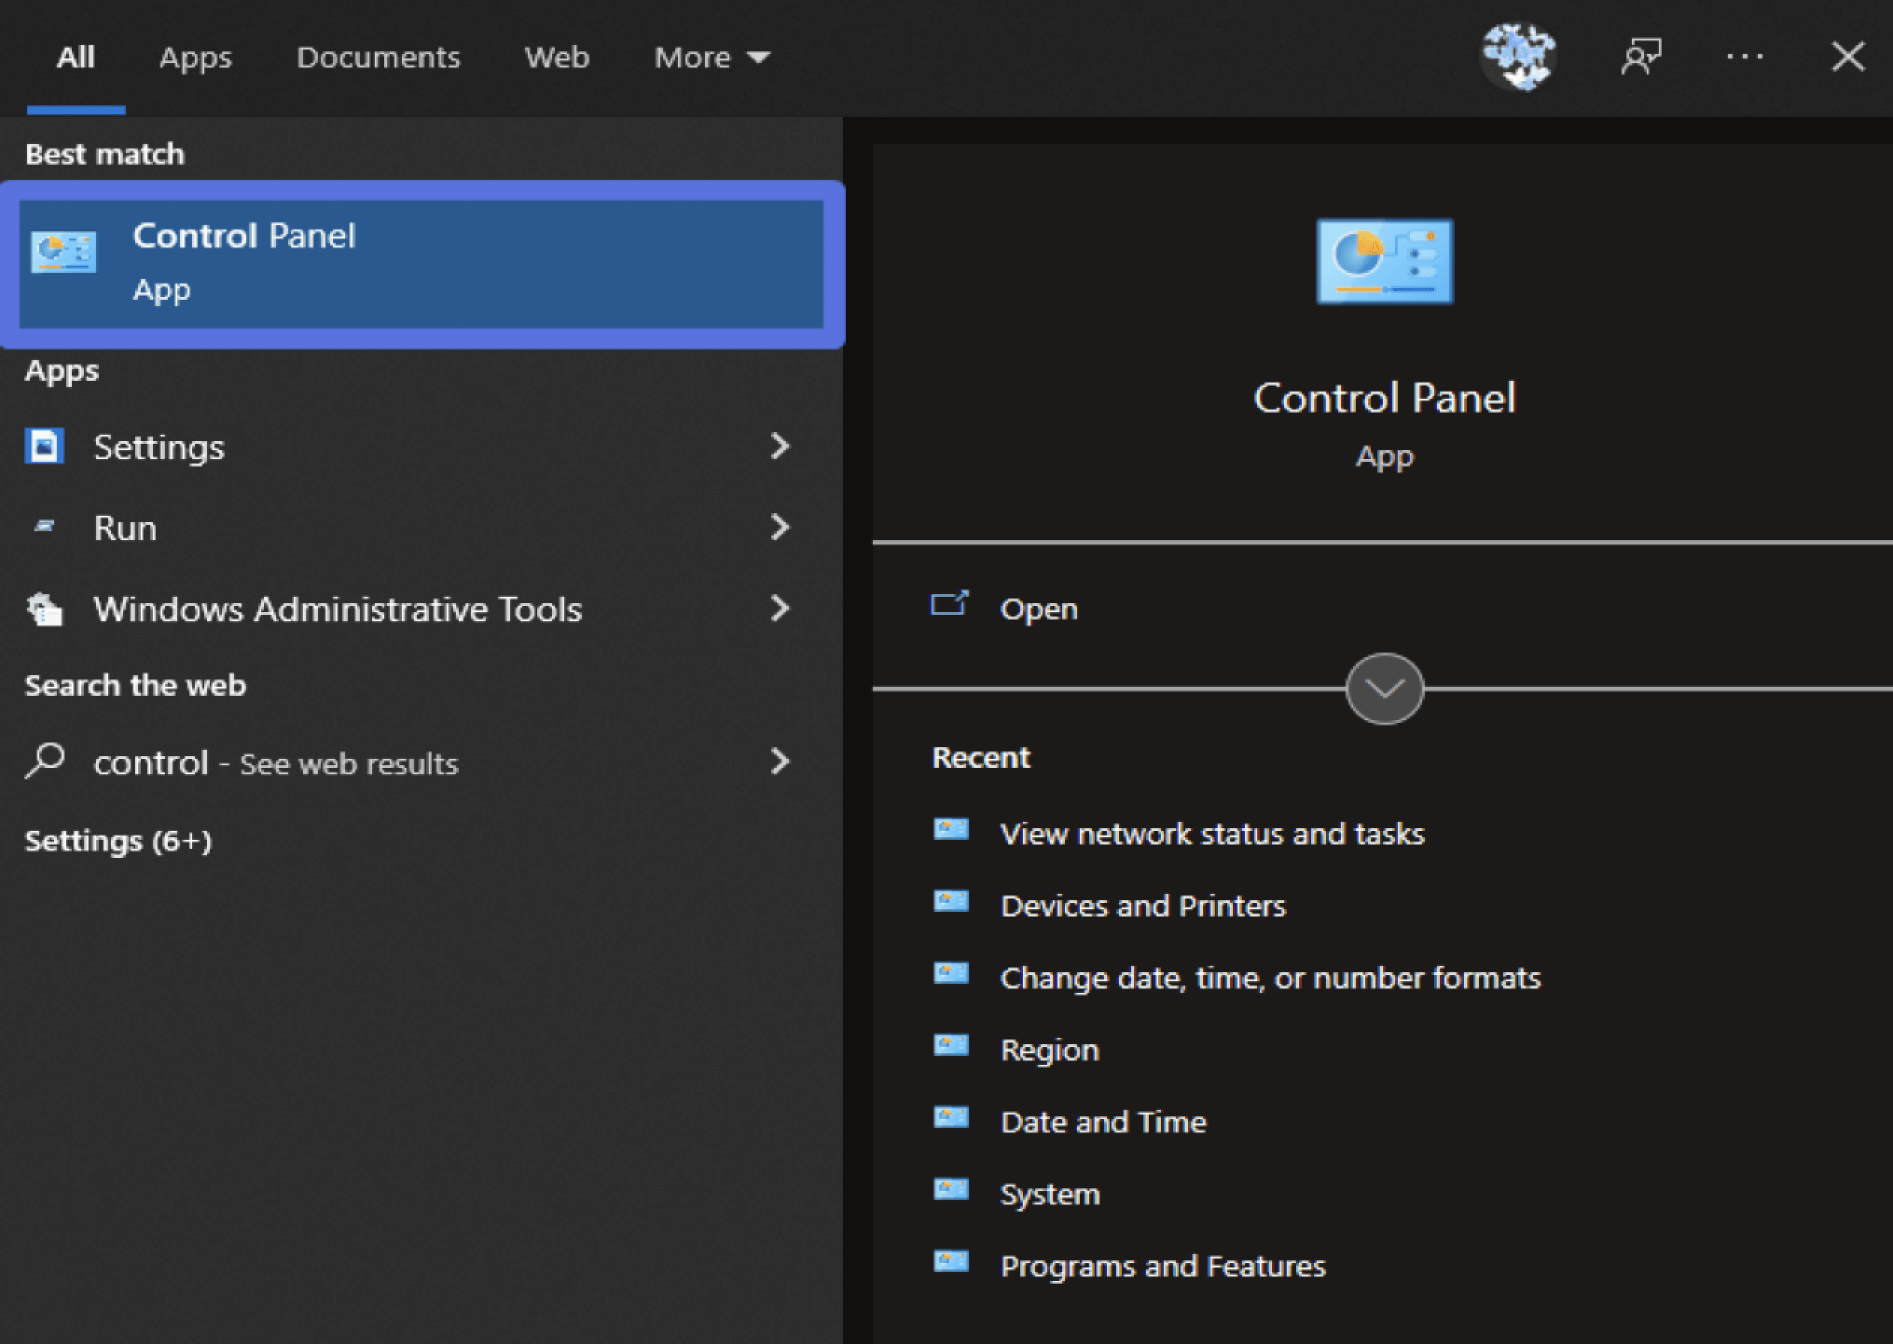 All Apps Documents Web More
Best match
Control Panel
App
Apps
Settings
Run
Windows Administrative Tools
Search the web
control - See web results
Settings (6+)
Control Panel
App
Open
Recent
View network status and tasks
Devices and Printers
Change date, time, or number formats
Region
Date and Time
System
Programs and Features